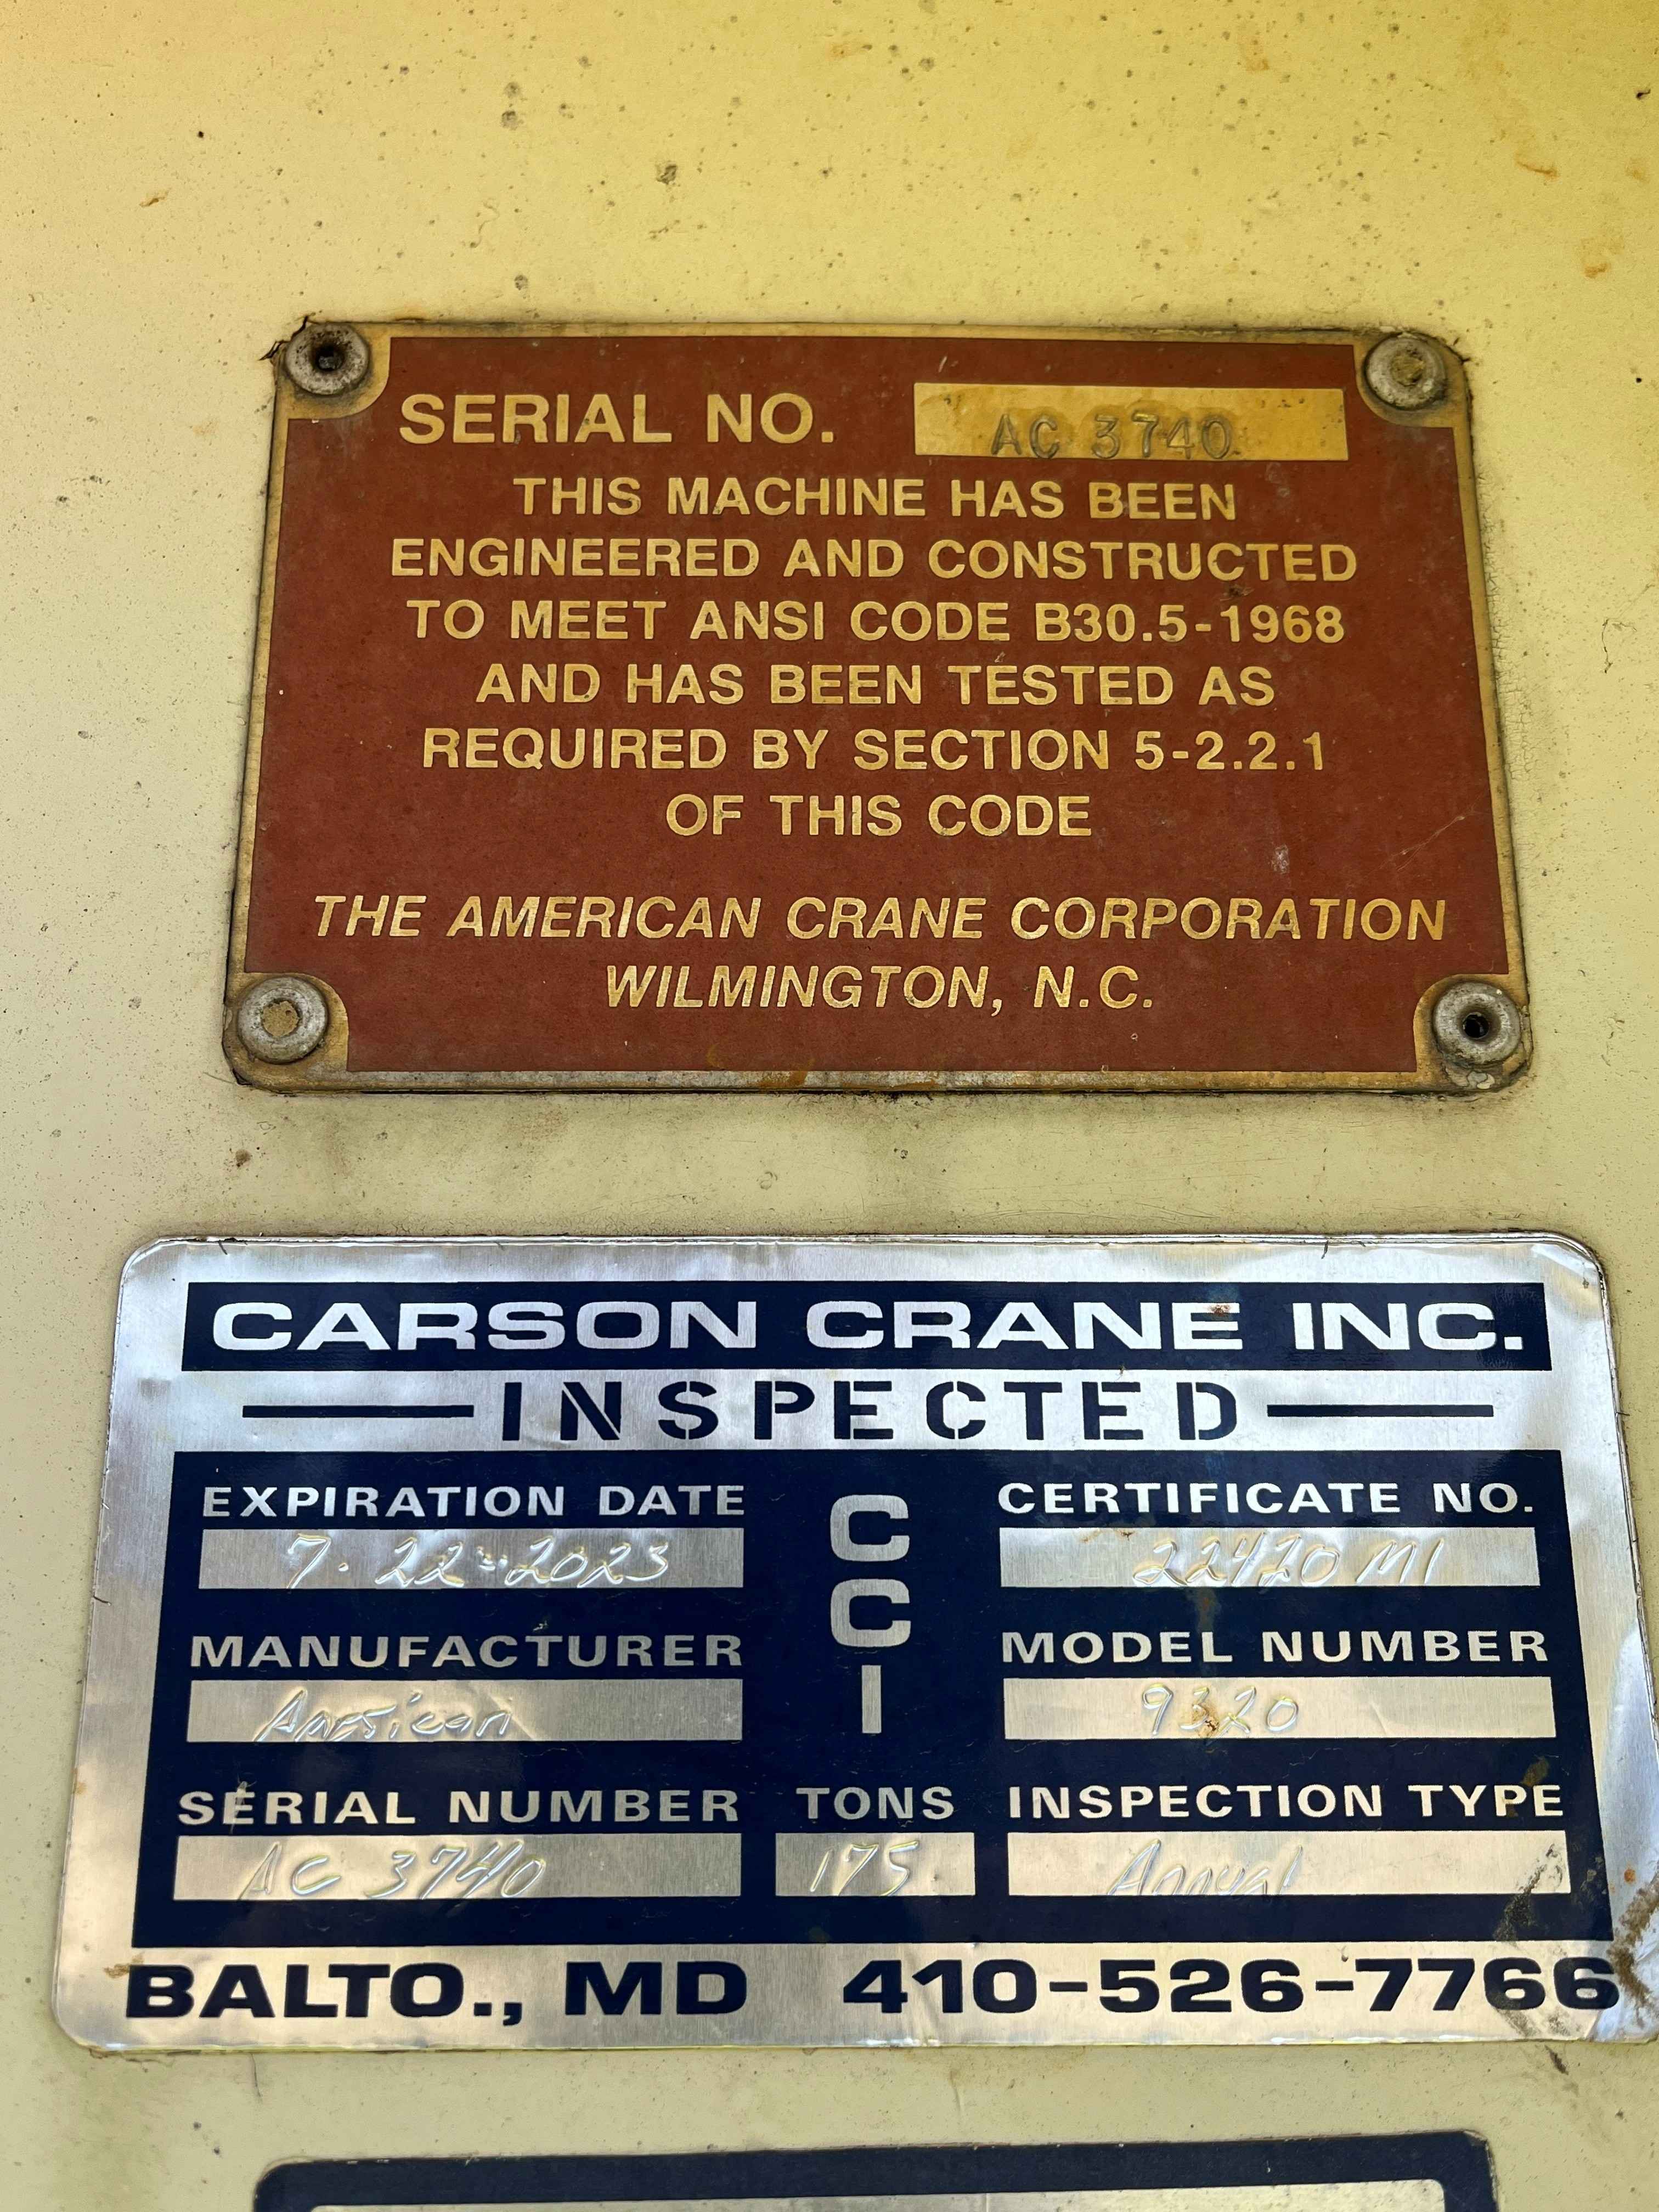 SERIAL NO. AC 3740
THIS MACHINE HAS BEEN
ENGINEERED AND CONSTRUCTED
TO MEET ANSI CODE B30.5-1968
AND HAS BEEN TESTED AS
REQUIRED BY SECTION 5-2.2.1
OF THIS CODE
THE AMERICAN CRANE CORPORATION
WILMINGTON, N.C.
CARSON CRANE INC.
INSPECTED
EXPIRATION DATE
7-22-2023
CERTIFICATE NO.
22420 M1
CCI
MANUFACTURER
American
MODEL NUMBER
9320
SERIAL NUMBER
AC 3740
TONS
175
INSPECTION TYPE
Annual
BALTO., MD 410-526-7766